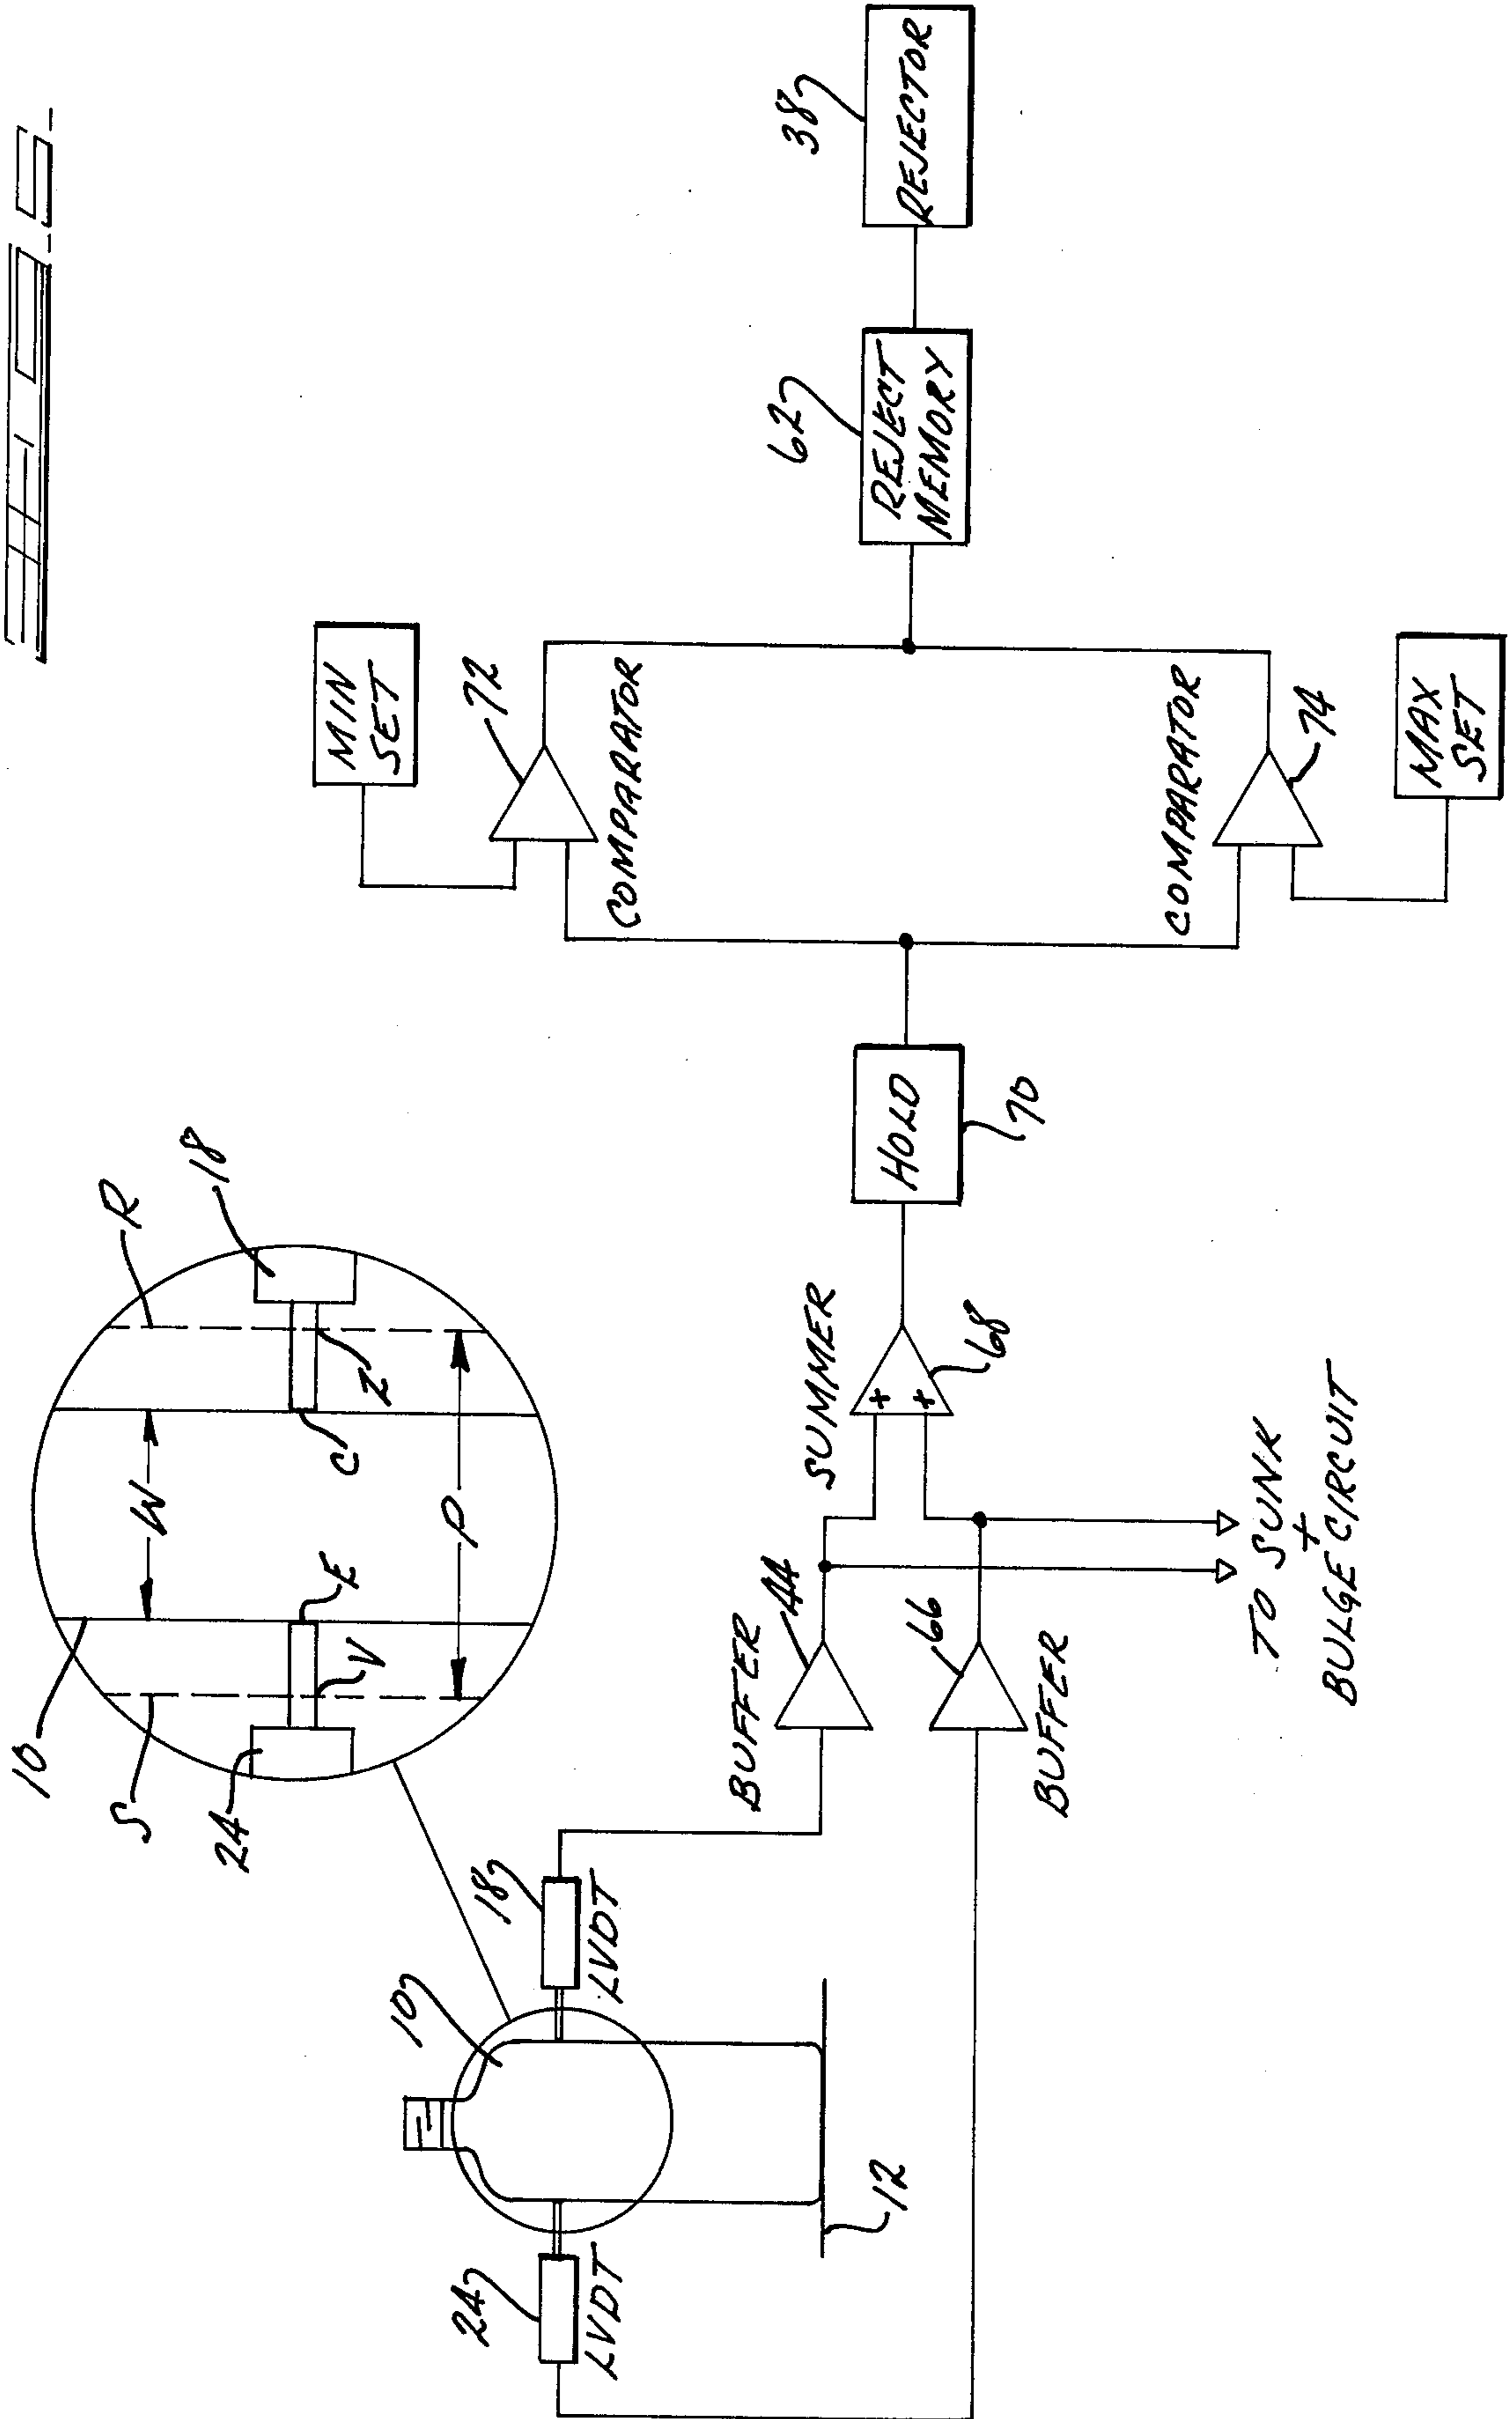 10
S
24
W
E
V
P
C
Z
R
18
24
LVDT
10
18
LVDT
12
BUFFER
44
66
BUFFER
TO SUNK
+
BULGE CIRCUIT
SUMMER
+
+
68
HOLD
70
MIN
SET
72
COMPARATOR
COMPARATOR
74
MAX
SET
62
REJECT
MEMORY
38
REJECTOR